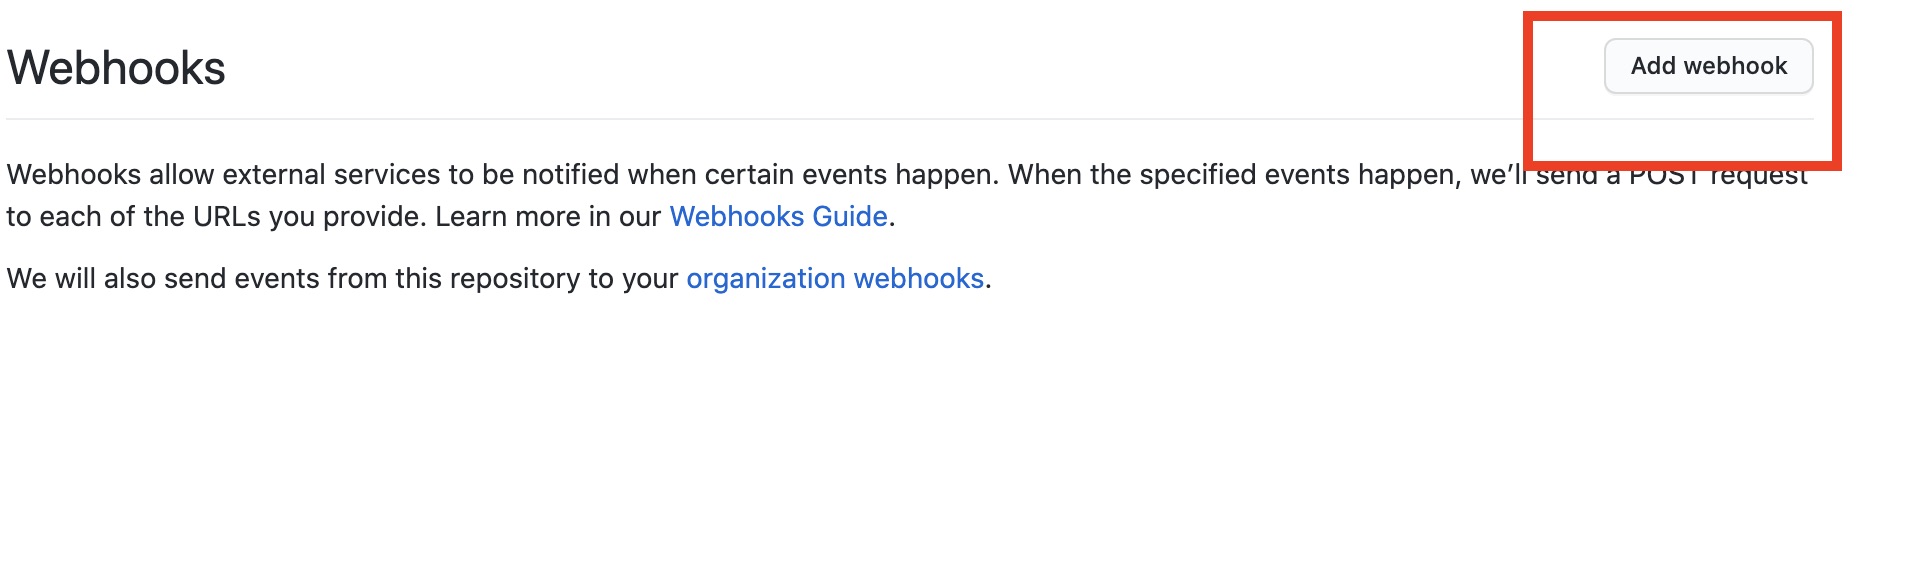 Webhooks
Add webhook
Webhooks allow external services to be notified when certain events happen. When the specified events happen, we’ll send a POST request
to each of the URLs you provide. Learn more in our Webhooks Guide.
We will also send events from this repository to your organization webhooks.